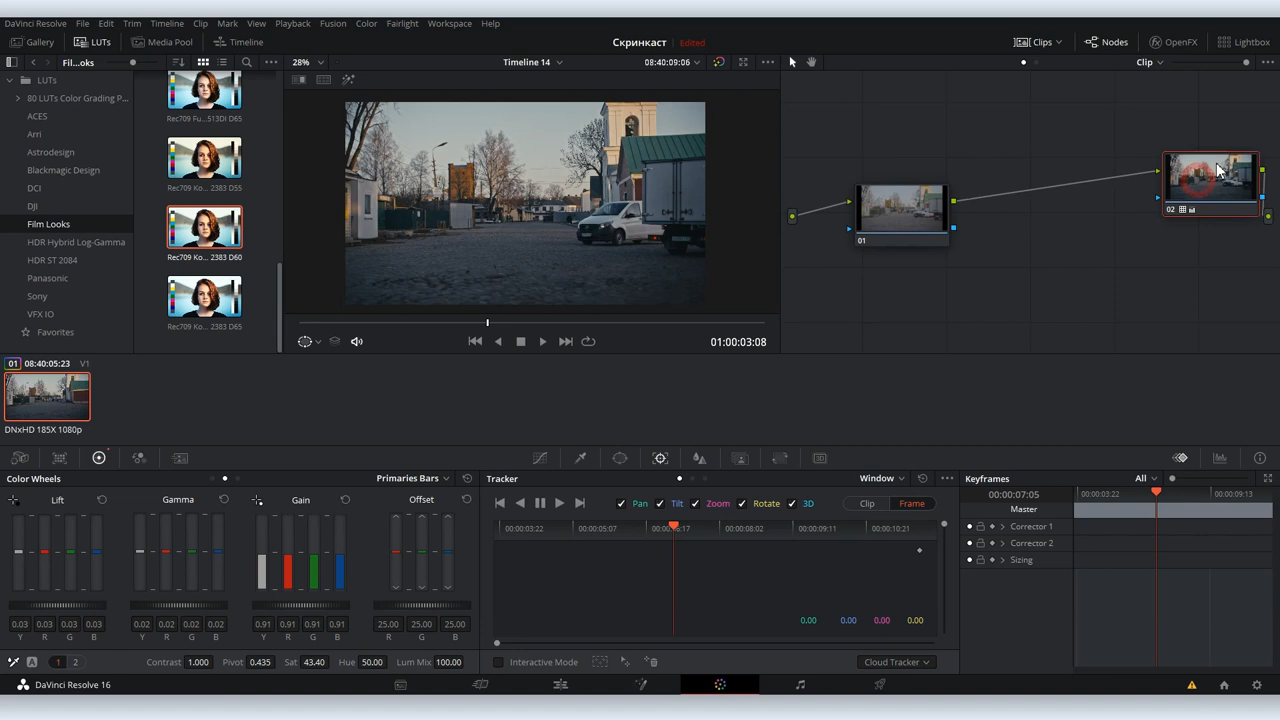 DaVinci Resolve File Edit Trim Timeline Clip Mark View Playback Fusion Color Fairlight Workspace Help
Gallery LUTs Media Pool Timeline Скринкаст Edited Clips Nodes OpenFX Lightbox
Fil...oks 28% Timeline 14 08:40:09:06 Clip
LUTs
80 LUTs Color Grading P...
ACES
Arri
Astrodesign
Blackmagic Design
DCI
DJI
Film Looks
HDR Hybrid Log-Gamma
HDR ST 2084
Panasonic
Sony
VFX IO
Favorites
Rec709 Fu...513DI D65
Rec709 Ko... 2383 D55
Rec709 Ko... 2383 D60
Rec709 Ko... 2383 D65
01:00:03:08
01
02
01 08:40:05:23 V1
DNxHD 185X 1080p
Color Wheels Primaries Bars
Lift Gamma Gain Offset
0.03 0.03 0.03 0.03 0.02 0.02 0.02 0.02 0.91 0.91 0.91 0.91 25.00 25.00 25.00
Y R G B Y R G B Y R G B R G B
A 1 2 Contrast 1.000 Pivot 0.435 Sat 43.40 Hue 50.00 Lum Mix 100.00
Tracker Window
Pan Tilt Zoom Rotate 3D Clip Frame
00:00:03:22 00:00:05:07 00:00:08:02 00:00:09:11 00:00:10:21
0.00 0.00 0.00 0.00
Interactive Mode Cloud Tracker
3D
Keyframes All
00:00:07:05 00:00:03:22 00:00:09:13
Master
Corrector 1
Corrector 2
Sizing
DaVinci Resolve 16